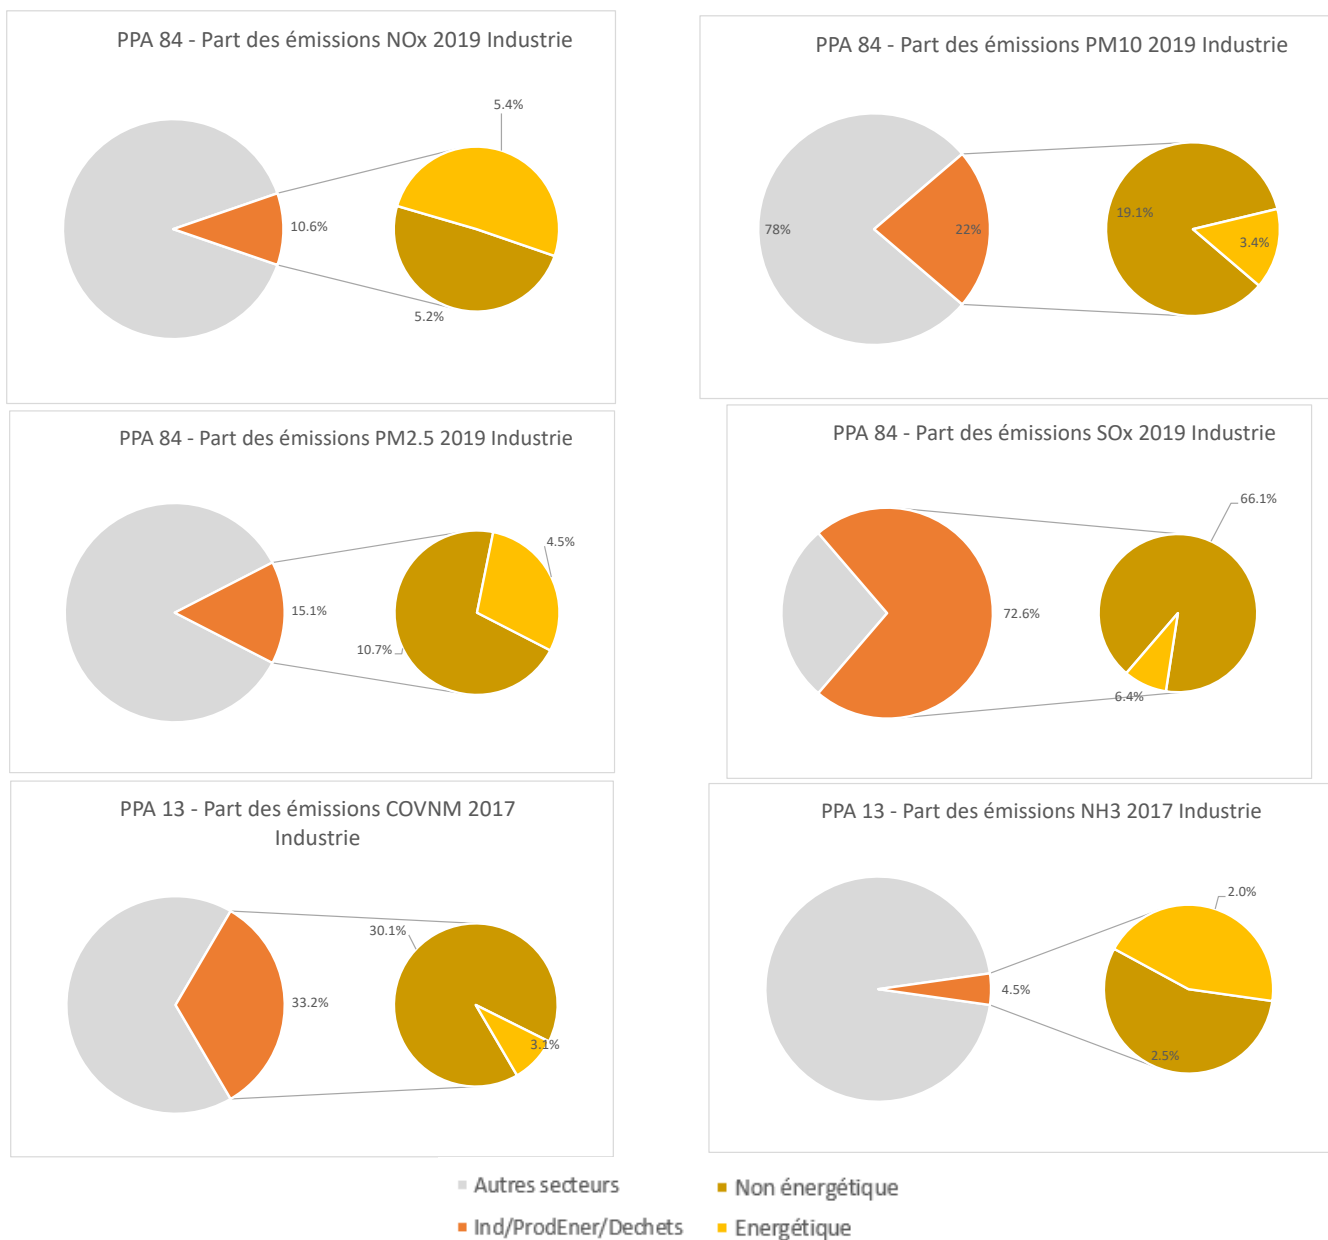 PPA 84 - Part des émissions NOx 2019 Industrie
5.4%
10.6%
5.2%
PPA 84 - Part des émissions PM10 2019 Industrie
78%
22%
19.1%
3.4%
PPA 84 - Part des émissions PM2.5 2019 Industrie
4.5%
15.1%
10.7%
PPA 84 - Part des émissions SOx 2019 Industrie
66.1%
72.6%
6.4%
PPA 13 - Part des émissions COVNM 2017
Industrie
30.1%
33.2%
3.1%
PPA 13 - Part des émissions NH3 2017 Industrie
2.0%
4.5%
2.5%
Autres secteurs
Non énergétique
Ind/ProdEner/Dechets
Energétique